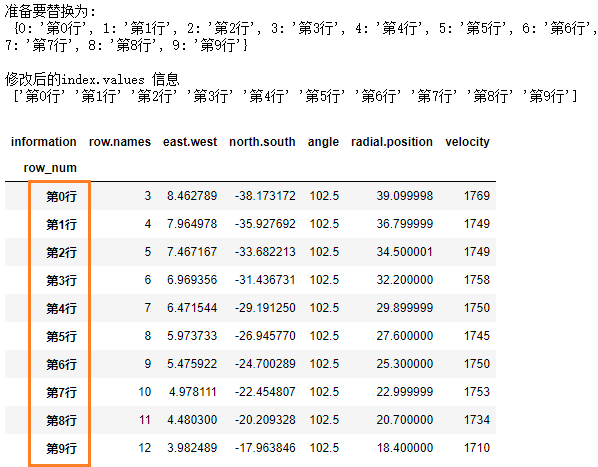 准备要替换为:
{0: '第0行', 1: '第1行', 2: '第2行', 3: '第3行', 4: '第4行', 5: '第5行', 6: '第6行',
7: '第7行', 8: '第8行', 9: '第9行'}
修改后的index.values 信息
['第0行' '第1行' '第2行' '第3行' '第4行' '第5行' '第6行' '第7行' '第8行' '第9行']
information row.names east.west north.south angle radial.position velocity
row_num
第0行 3 8.462789 -38.173172 102.5 39.099998 1769
第1行 4 7.964978 -35.927692 102.5 36.799999 1749
第2行 5 7.467167 -33.682213 102.5 34.500001 1749
第3行 6 6.969356 -31.436731 102.5 32.200000 1758
第4行 7 6.471544 -29.191250 102.5 29.899999 1750
第5行 8 5.973733 -26.945770 102.5 27.600000 1745
第6行 9 5.475922 -24.700289 102.5 25.300000 1750
第7行 10 4.978111 -22.454807 102.5 22.999999 1753
第8行 11 4.480300 -20.209328 102.5 20.700000 1734
第9行 12 3.982489 -17.963846 102.5 18.400000 1710